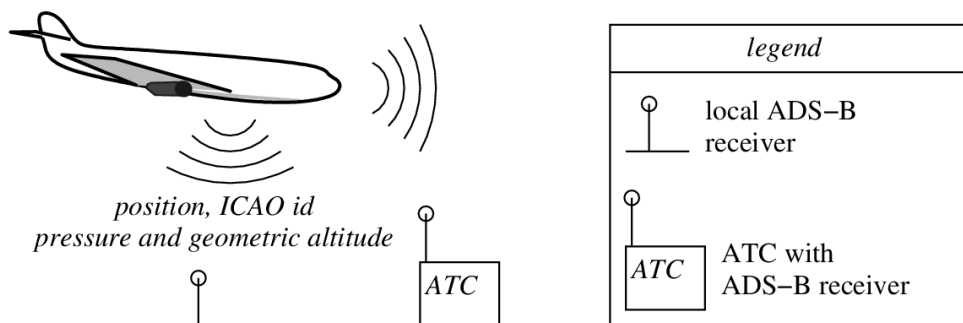 position, ICAO id
pressure and geometric altitude
ATC
legend
local ADS−B
receiver
ATC
ATC with
ADS−B receiver